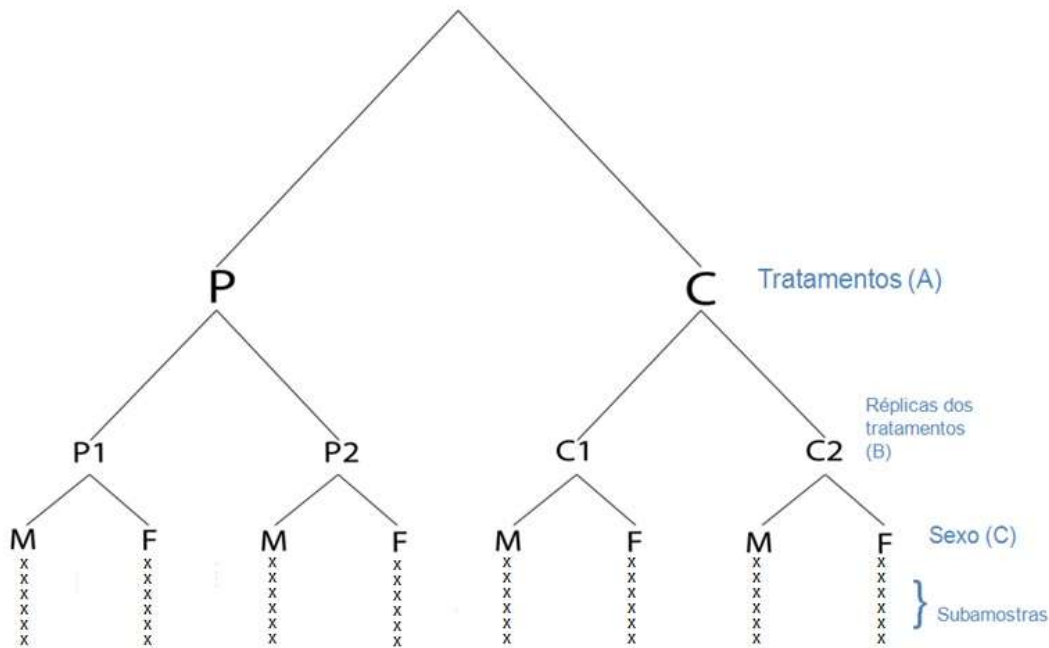 P
C
Tratamentos (A)
P1
P2
C1
C2
Réplicas dos
tratamentos
(B)
M
F
M
F
M
F
M
F
Sexo (C)
x x x x x x x x
x x x x x x x x
x x x x x x x x
x x x x x x x x
x x x x x x x x
x x x x x x x x
} Subamostras